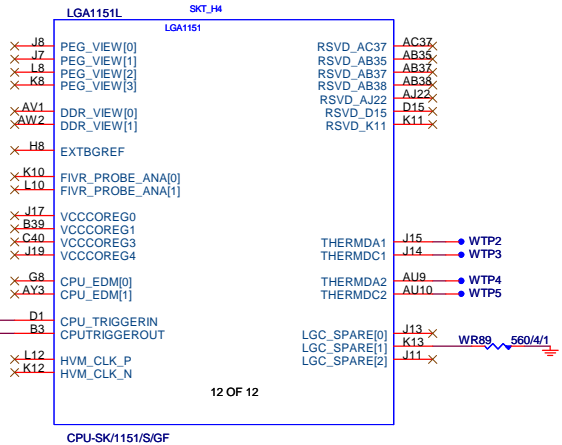 LGA1151L
SKT_H4
LGA1151
J8 PEG_VIEW[0]
J7 PEG_VIEW[1]
L8 PEG_VIEW[2]
K8 PEG_VIEW[3]
AV1 DDR_VIEW[0]
AW2 DDR_VIEW[1]
H8 EXTBGREF
K10 FIVR_PROBE_ANA[0]
L10 FIVR_PROBE_ANA[1]
J17 VCCCOREG0
B39 VCCCOREG1
C40 VCCCOREG3
J19 VCCCOREG4
G8 CPU_EDM[0]
AY3 CPU_EDM[1]
D1 CPU_TRIGGERIN
B3 CPUTRIGGEROUT
L12 HVM_CLK_P
K12 HVM_CLK_N
RSVD_AC37 AC37
RSVD_AB35 AB35
RSVD_AB37 AB37
RSVD_AB38 AB38
RSVD_AJ22 AJ22
RSVD_D15 D15
RSVD_K11 K11
THERMDA1 J15 WTP2
THERMDC1 J14 WTP3
THERMDA2 AU9 WTP4
THERMDC2 AU10 WTP5
LGC_SPARE[0] J13
LGC_SPARE[1] K13 WR89 560/4/1
LGC_SPARE[2] J11
12 OF 12
CPU-SK/1151/S/GF